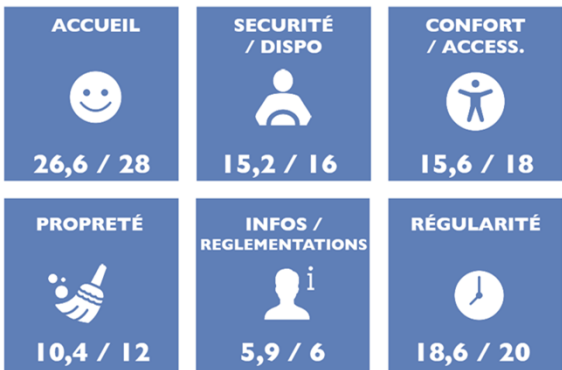 ACCUEIL
26,6 / 28
SECURITÉ
/ DISPO
15,2 / 16
CONFORT
/ ACCESS.
15,6 / 18
PROPRETÉ
10,4 / 12
INFOS /
REGLEMENTATIONS
i
5,9 / 6
RÉGULARITÉ
18,6 / 20